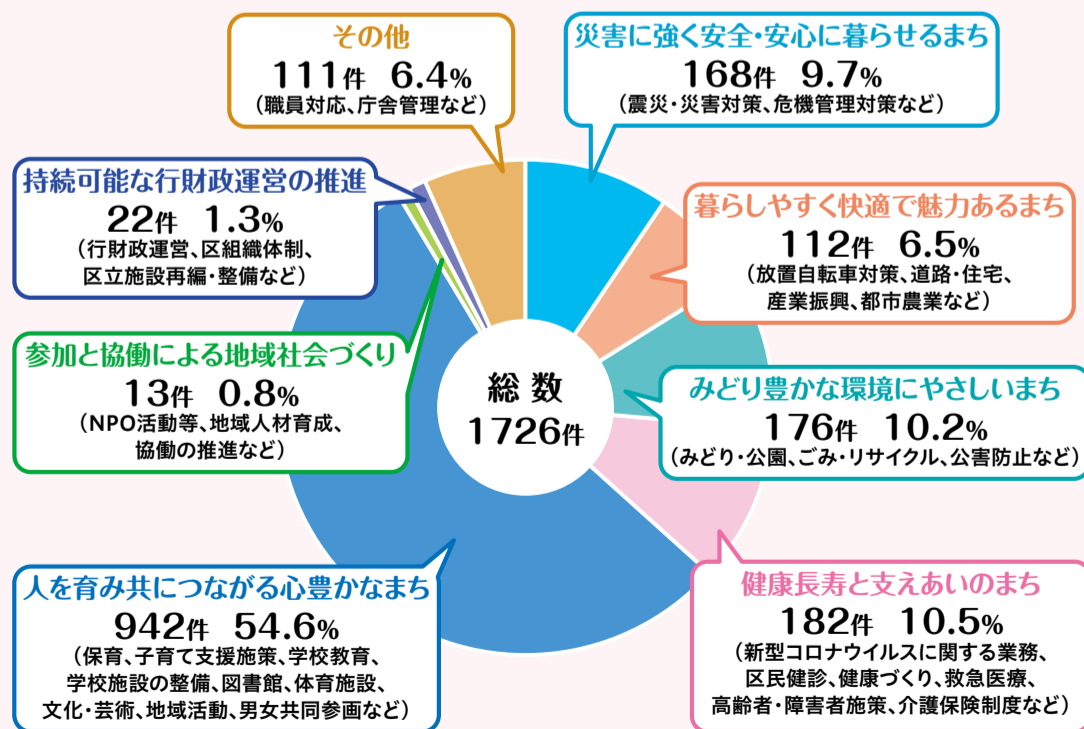 その他
111件 6.4%
(職員対応、庁舎管理など)
災害に強く安全・安心に暮らせるまち
168件 9.7%
(震災・災害対策、危機管理対策など)
暮らしやすく快適で魅力あるまち
112件 6.5%
(放置自転車対策、道路・住宅、
産業振興、都市農業など)
みどり豊かな環境にやさしいまち
176件 10.2%
(みどり・公園、ごみ・リサイクル、公害防止など)
健康長寿と支えあいのまち
182件 10.5%
(新型コロナウイルスに関する業務、
区民健診、健康づくり、救急医療、
高齢者・障害者施策、介護保険制度など)
人を育み共につながる心豊かなまち
942件 54.6%
(保育、子育て支援施策、学校教育、
学校施設の整備、図書館、体育施設、
文化・芸術、地域活動、男女共同参画など)
参加と協働による地域社会づくり
13件 0.8%
(NPO活動等、地域人材育成、
協働の推進など)
持続可能な行財政運営の推進
22件 1.3%
(行財政運営、区組織体制、
区立施設再編・整備など)
総数
1726件